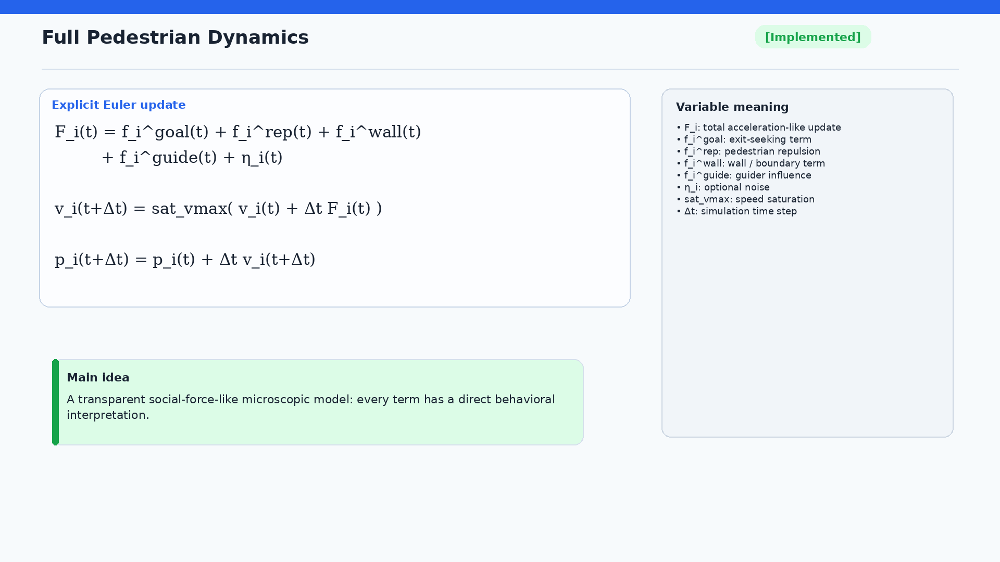 Full Pedestrian Dynamics
[Implemented]
Explicit Euler update
F_i(t) = f_i^goal(t) + f_i^rep(t) + f_i^wall(t)
+ f_i^guide(t) + η_i(t)
v_i(t+Δt) = sat_vmax( v_i(t) + Δt F_i(t) )
p_i(t+Δt) = p_i(t) + Δt v_i(t+Δt)
Variable meaning
• F_i: total acceleration-like update
• f_i^goal: exit-seeking term
• f_i^rep: pedestrian repulsion
• f_i^wall: wall / boundary term
• f_i^guide: guider influence
• η_i: optional noise
• sat_vmax: speed saturation
• Δt: simulation time step
Main idea
A transparent social-force-like microscopic model: every term has a direct behavioral
interpretation.